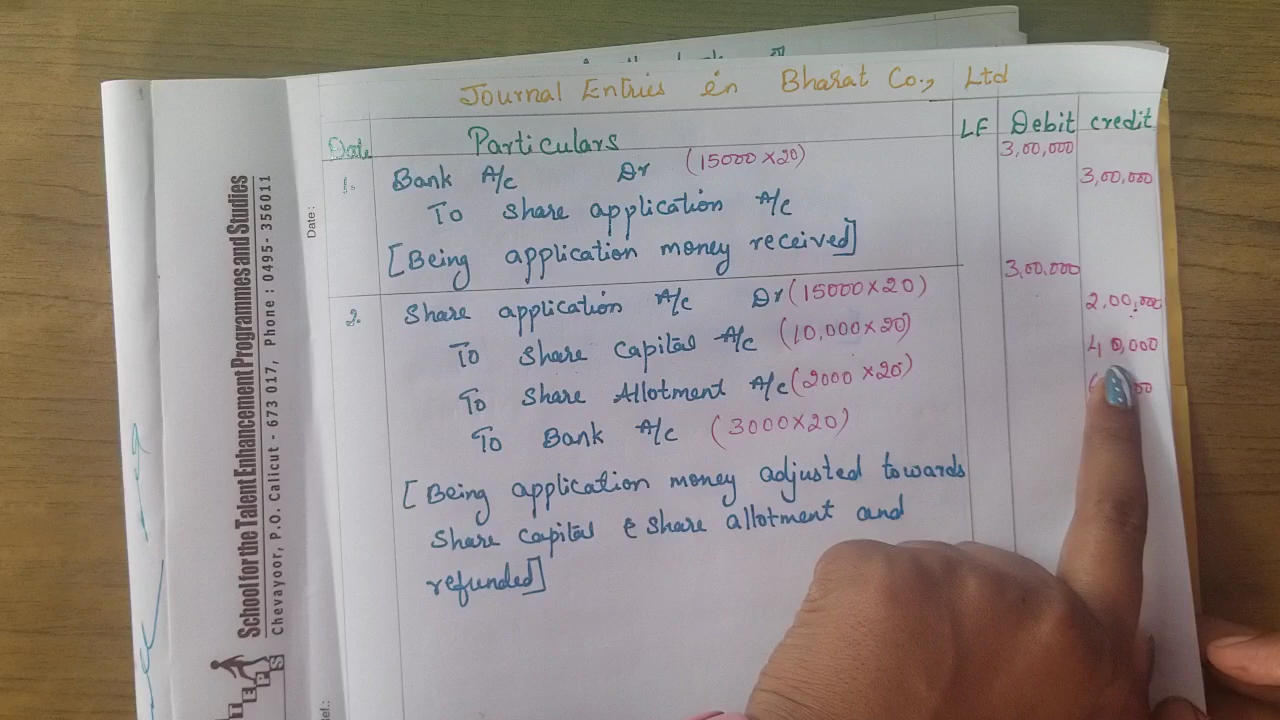 Journal Entries in Bharat Co., Ltd
Date Particulars LF Debit credit
1. Bank A/c Dr (15000 × 20) 3,00,000
To share application A/c 3,00,000
[Being application money received]
2. Share application A/c Dr (15000 × 20) 3,00,000
To Share Capital A/c (10,000 × 20) 2,00,000
To Share Allotment A/c (2000 × 20) 40,000
To Bank A/c (3000 × 20)
[Being application money adjusted towards
share capital & share allotment and
refunded]
School for the Talent Enhancement Programmes and Studies
Chevayoor, P.O. Calicut - 673 017, Phone : 0495- 356011
STEPS
Date :
Ref.: